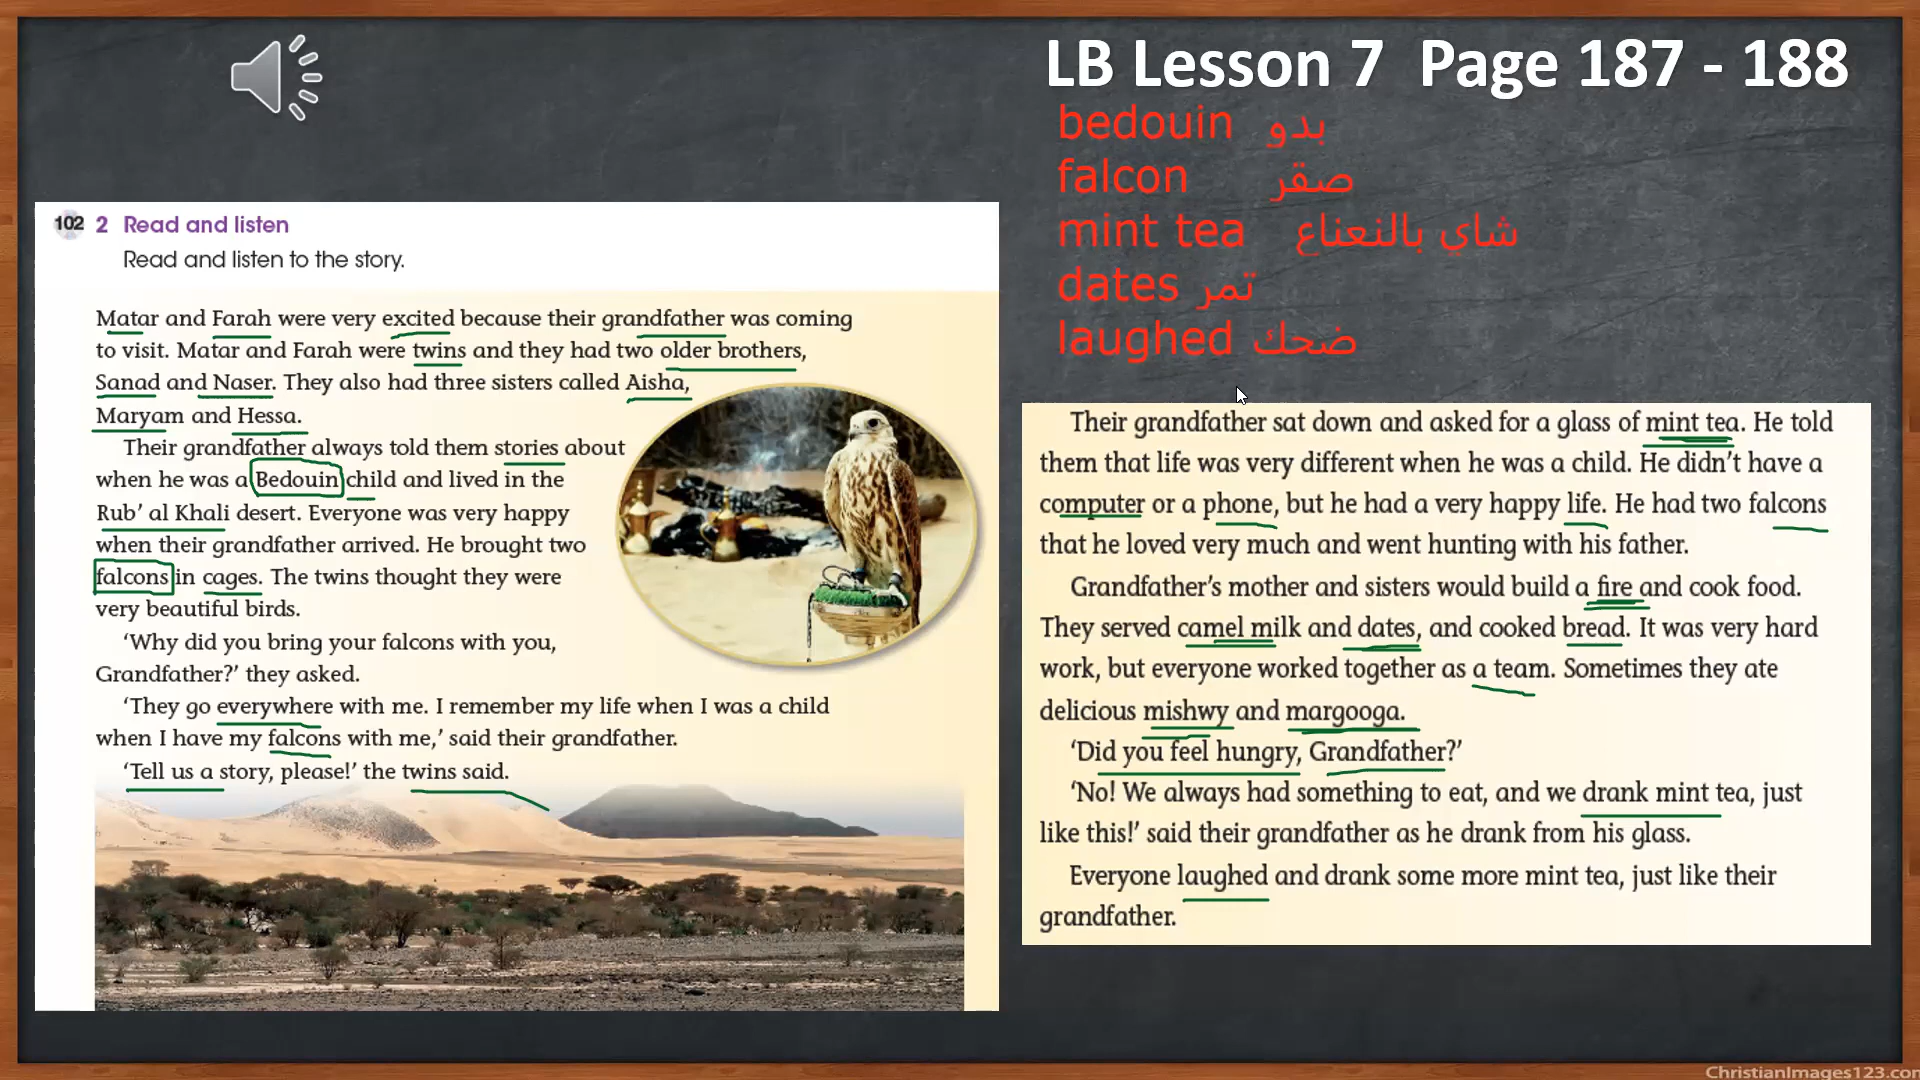 LB Lesson 7 Page 187 - 188
bedouin بدو
falcon صقر
mint tea شاي بالنعناع
dates تمر
laughed ضحك
102 2 Read and listen
Read and listen to the story.
Matar and Farah were very excited because their grandfather was coming
to visit. Matar and Farah were twins and they had two older brothers,
Sanad and Naser. They also had three sisters called Aisha,
Maryam and Hessa.
Their grandfather always told them stories about
when he was a Bedouin child and lived in the
Rub’ al Khali desert. Everyone was very happy
when their grandfather arrived. He brought two
falcons in cages. The twins thought they were
very beautiful birds.
‘Why did you bring your falcons with you,
Grandfather?’ they asked.
‘They go everywhere with me. I remember my life when I was a child
when I have my falcons with me,’ said their grandfather.
‘Tell us a story, please!’ the twins said.
Their grandfather sat down and asked for a glass of mint tea. He told
them that life was very different when he was a child. He didn’t have a
computer or a phone, but he had a very happy life. He had two falcons
that he loved very much and went hunting with his father.
Grandfather’s mother and sisters would build a fire and cook food.
They served camel milk and dates, and cooked bread. It was very hard
work, but everyone worked together as a team. Sometimes they ate
delicious mishwy and margooga.
‘Did you feel hungry, Grandfather?’
‘No! We always had something to eat, and we drank mint tea, just
like this!’ said their grandfather as he drank from his glass.
Everyone laughed and drank some more mint tea, just like their
grandfather.
ChristianImages123.con